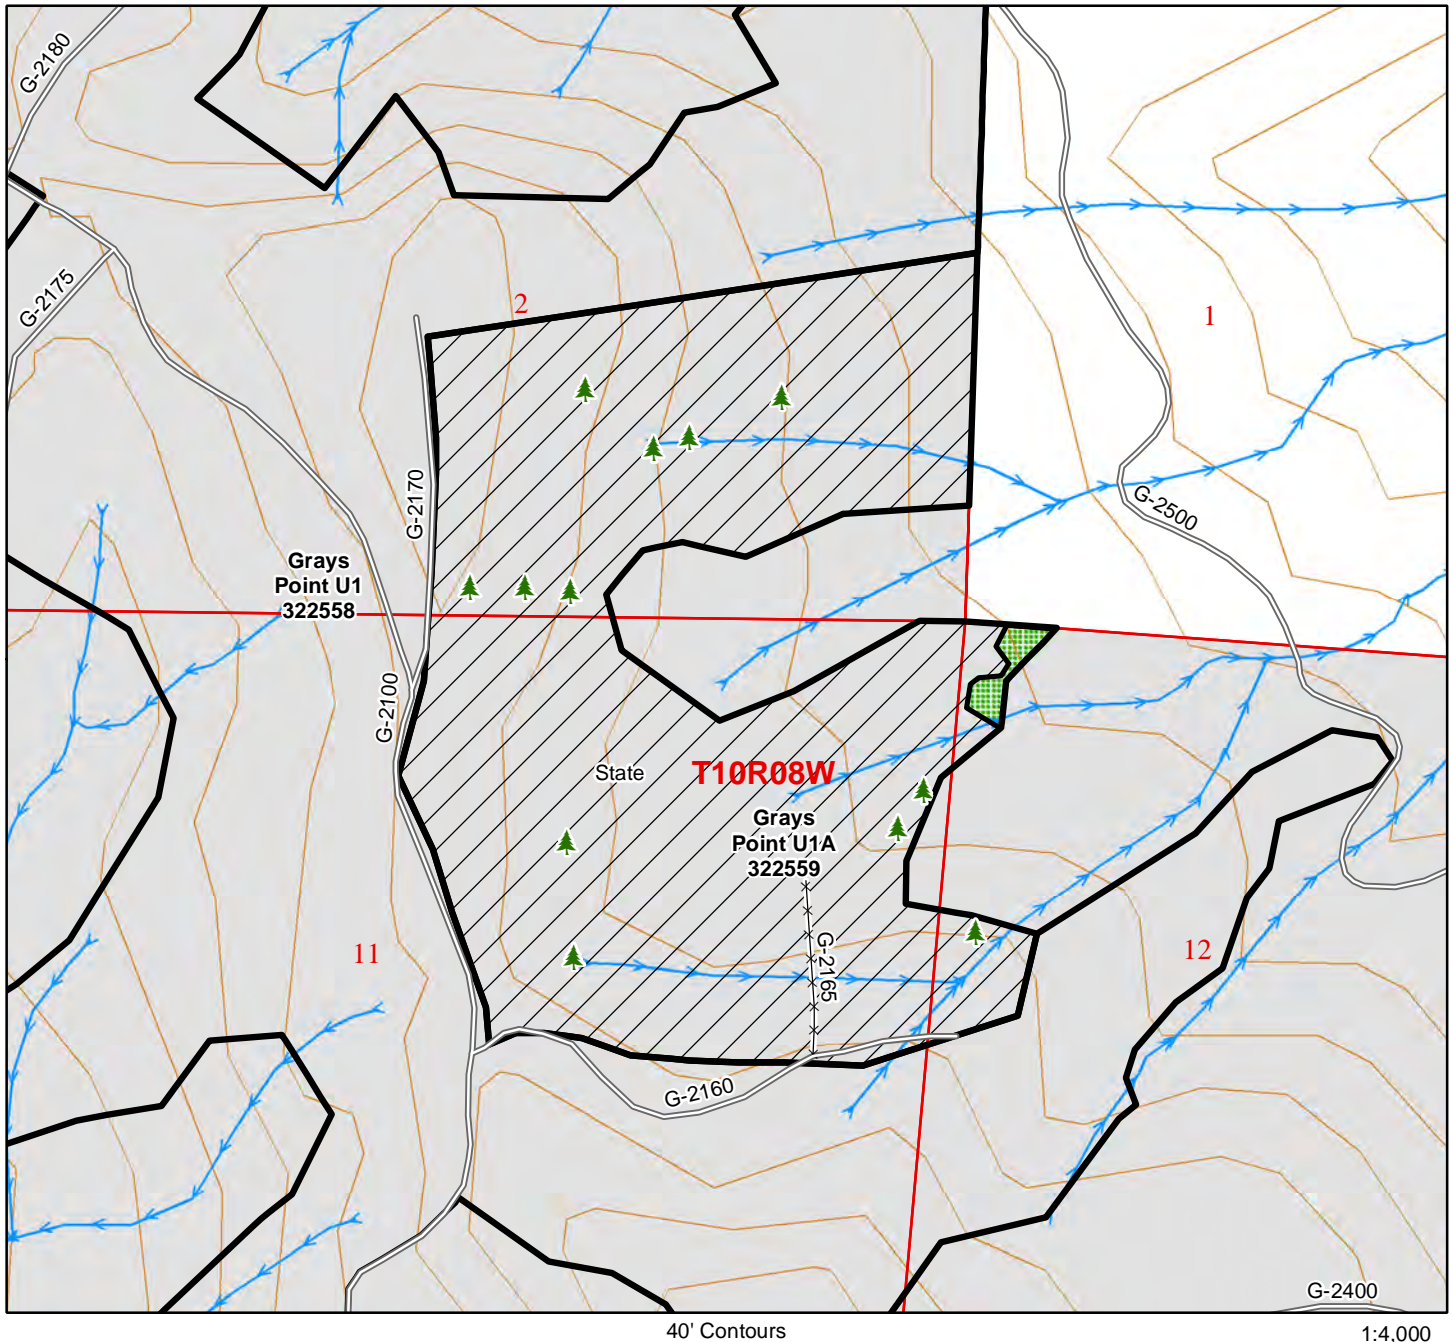 G-2180
G-2175
2
1
G-2170
G-2500
Grays
Point U1
322558
G-2100
State
T10R08W
Grays
Point U1A
322559
11
G-2165
12
G-2160
G-2400
40' Contours
1:4,000